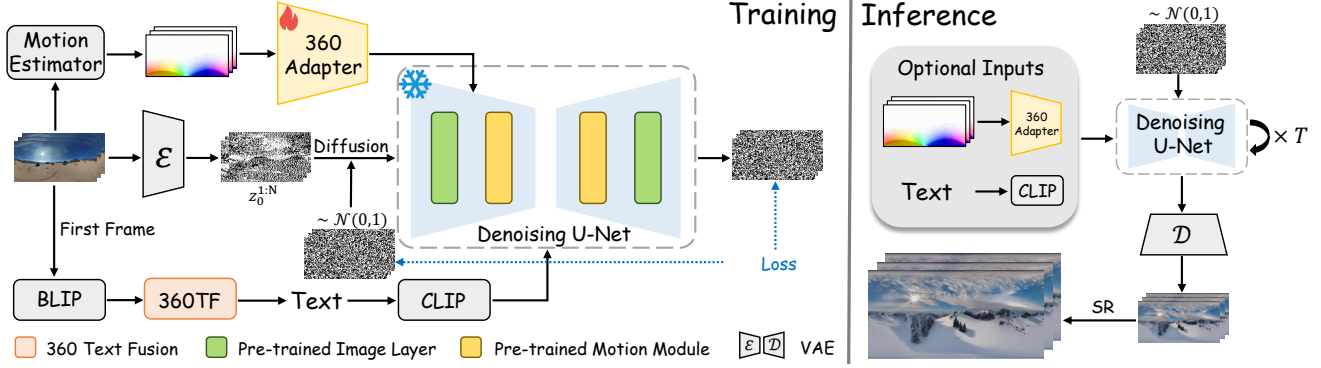 Training
Motion
Estimator
360
Adapter
ℰ
z_0^{1:N}
Diffusion
~ 𝒩(0,1)
Denoising U-Net
Loss
First Frame
BLIP
360TF
Text
CLIP
360 Text Fusion
Pre-trained Image Layer
Pre-trained Motion Module
ℰ 𝒟 VAE
Inference
~ 𝒩(0,1)
Optional Inputs
360
Adapter
Text
CLIP
Denoising
U-Net
× T
𝒟
SR